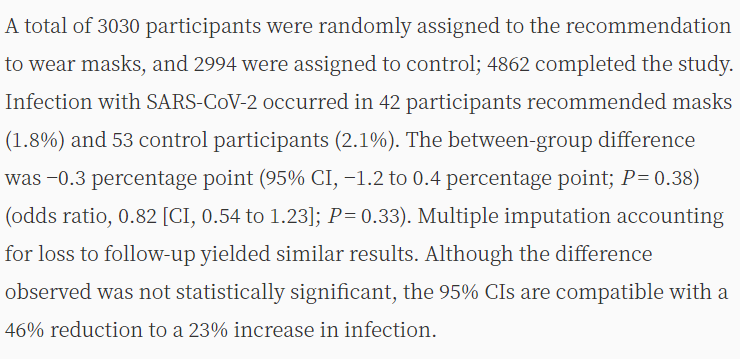 A total of 3030 participants were randomly assigned to the recommendation
to wear masks, and 2994 were assigned to control; 4862 completed the study.
Infection with SARS-CoV-2 occurred in 42 participants recommended masks
(1.8%) and 53 control participants (2.1%). The between-group difference
was −0.3 percentage point (95% CI, −1.2 to 0.4 percentage point; P= 0.38)
(odds ratio, 0.82 [CI, 0.54 to 1.23]; P= 0.33). Multiple imputation accounting
for loss to follow-up yielded similar results. Although the difference
observed was not statistically significant, the 95% CIs are compatible with a
46% reduction to a 23% increase in infection.